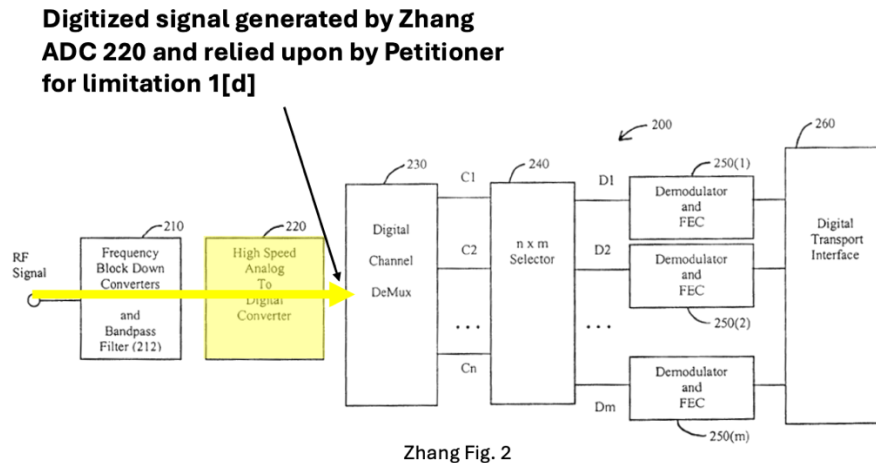 Digitized signal generated by Zhang
ADC 220 and relied upon by Petitioner
for limitation 1[d]
200
260
230
240
250(1)
C1
D1
Demodulator
and
FEC
210
220
RF
Signal
Frequency
Block Down
Converters
and
Bandpass
Filter (212)
High Speed
Analog
To
Digital
Converter
Digital
Channel
DeMux
n x m
Selector
C2
D2
Demodulator
and
FEC
Digital
Transport
Interface
250(2)
...
...
Cn
Dm
Demodulator
and
FEC
250(m)
Zhang Fig. 2